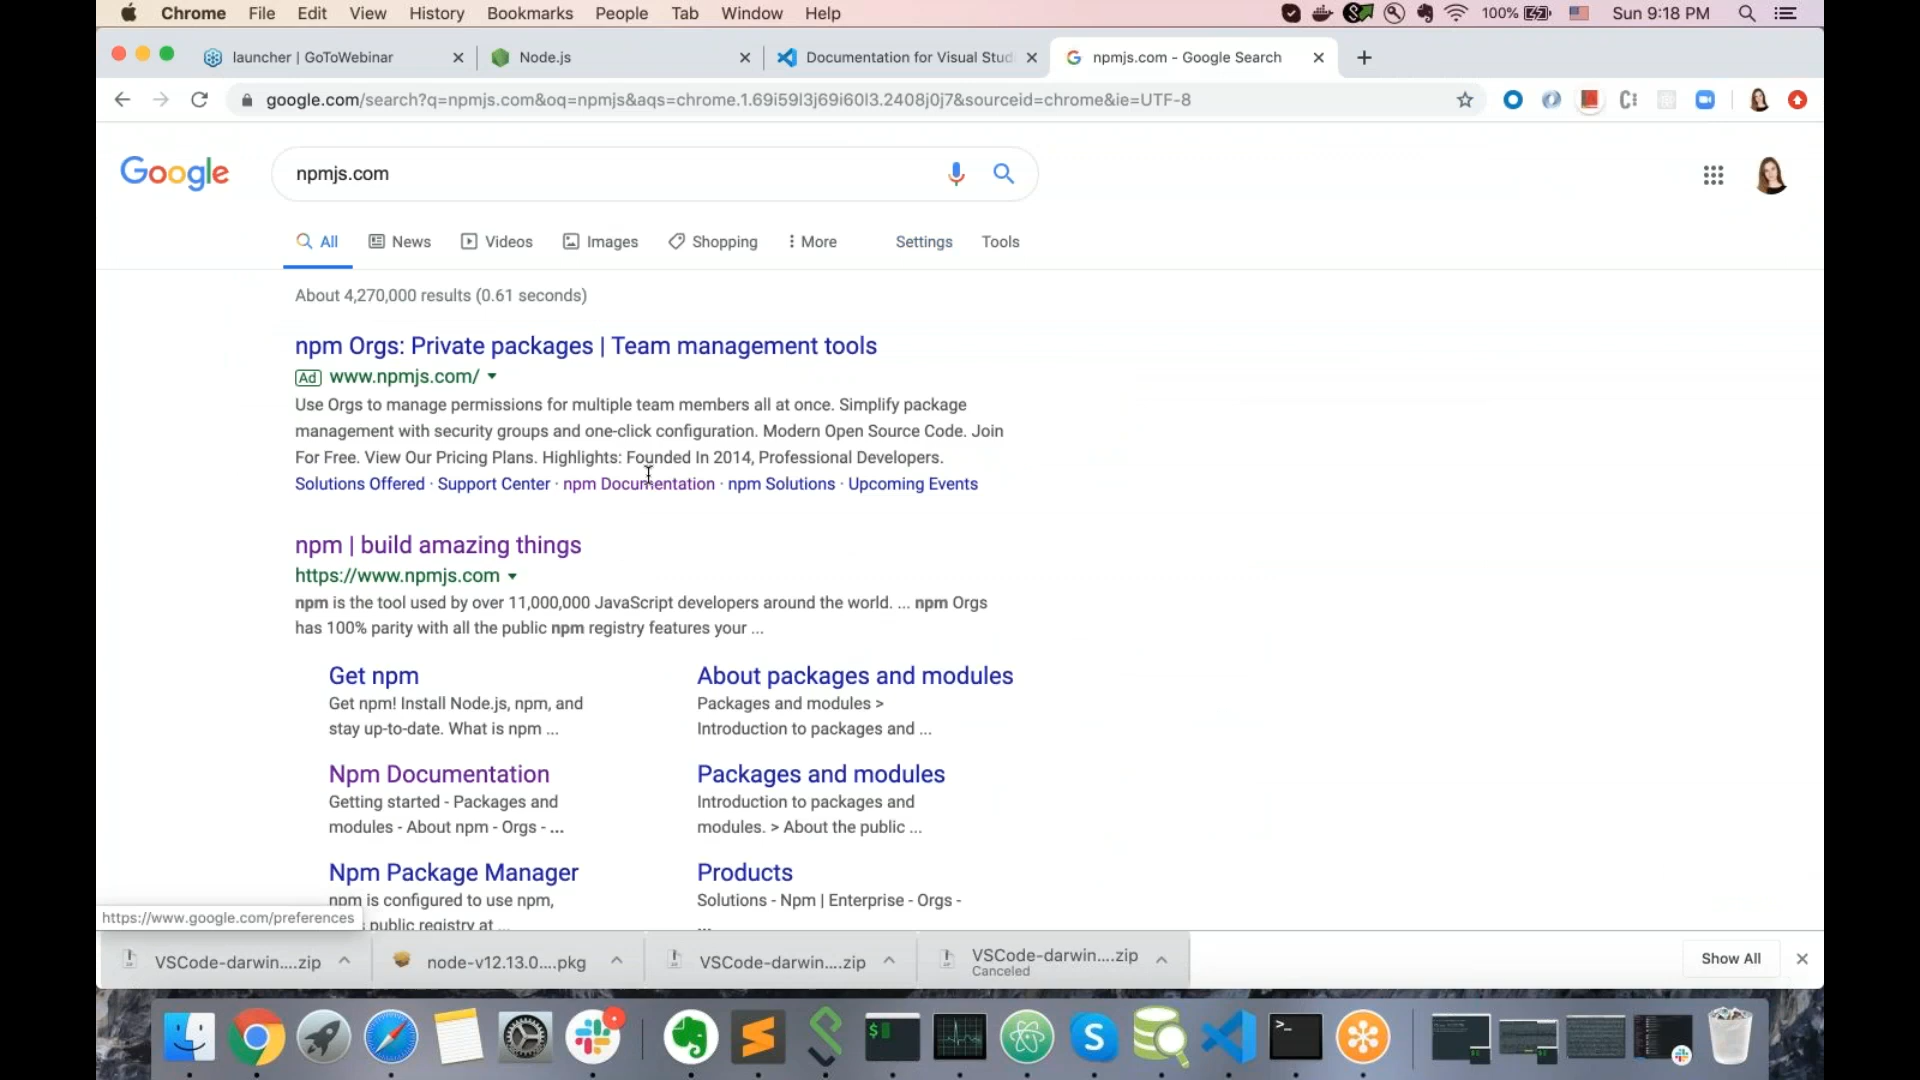 Chrome File Edit View History Bookmarks People Tab Window Help
100% Sun 9:18 PM
launcher | GoToWebinar
Node.js
Documentation for Visual Stud
npmjs.com - Google Search
google.com/search?q=npmjs.com&oq=npmjs&aqs=chrome.1.69i59l3j69i60l3.2408j0j7&sourceid=chrome&ie=UTF-8
Google
npmjs.com
All News Videos Images Shopping More Settings Tools
About 4,270,000 results (0.61 seconds)
npm Orgs: Private packages | Team management tools
Ad www.npmjs.com/
Use Orgs to manage permissions for multiple team members all at once. Simplify package
management with security groups and one-click configuration. Modern Open Source Code. Join
For Free. View Our Pricing Plans. Highlights: Founded In 2014, Professional Developers.
Solutions Offered · Support Center · npm Documentation · npm Solutions · Upcoming Events
npm | build amazing things
https://www.npmjs.com
npm is the tool used by over 11,000,000 JavaScript developers around the world. ... npm Orgs
has 100% parity with all the public npm registry features your ...
Get npm
Get npm! Install Node.js, npm, and
stay up-to-date. What is npm ...
About packages and modules
Packages and modules >
Introduction to packages and ...
Npm Documentation
Getting started - Packages and
modules - About npm - Orgs - ...
Packages and modules
Introduction to packages and
modules. > About the public ...
Npm Package Manager
npm is configured to use npm,
public registry at ...
Products
Solutions - Npm | Enterprise - Orgs -
...
https://www.google.com/preferences
VSCode-darwin....zip
node-v12.13.0....pkg
VSCode-darwin....zip
VSCode-darwin....zip
Canceled
Show All